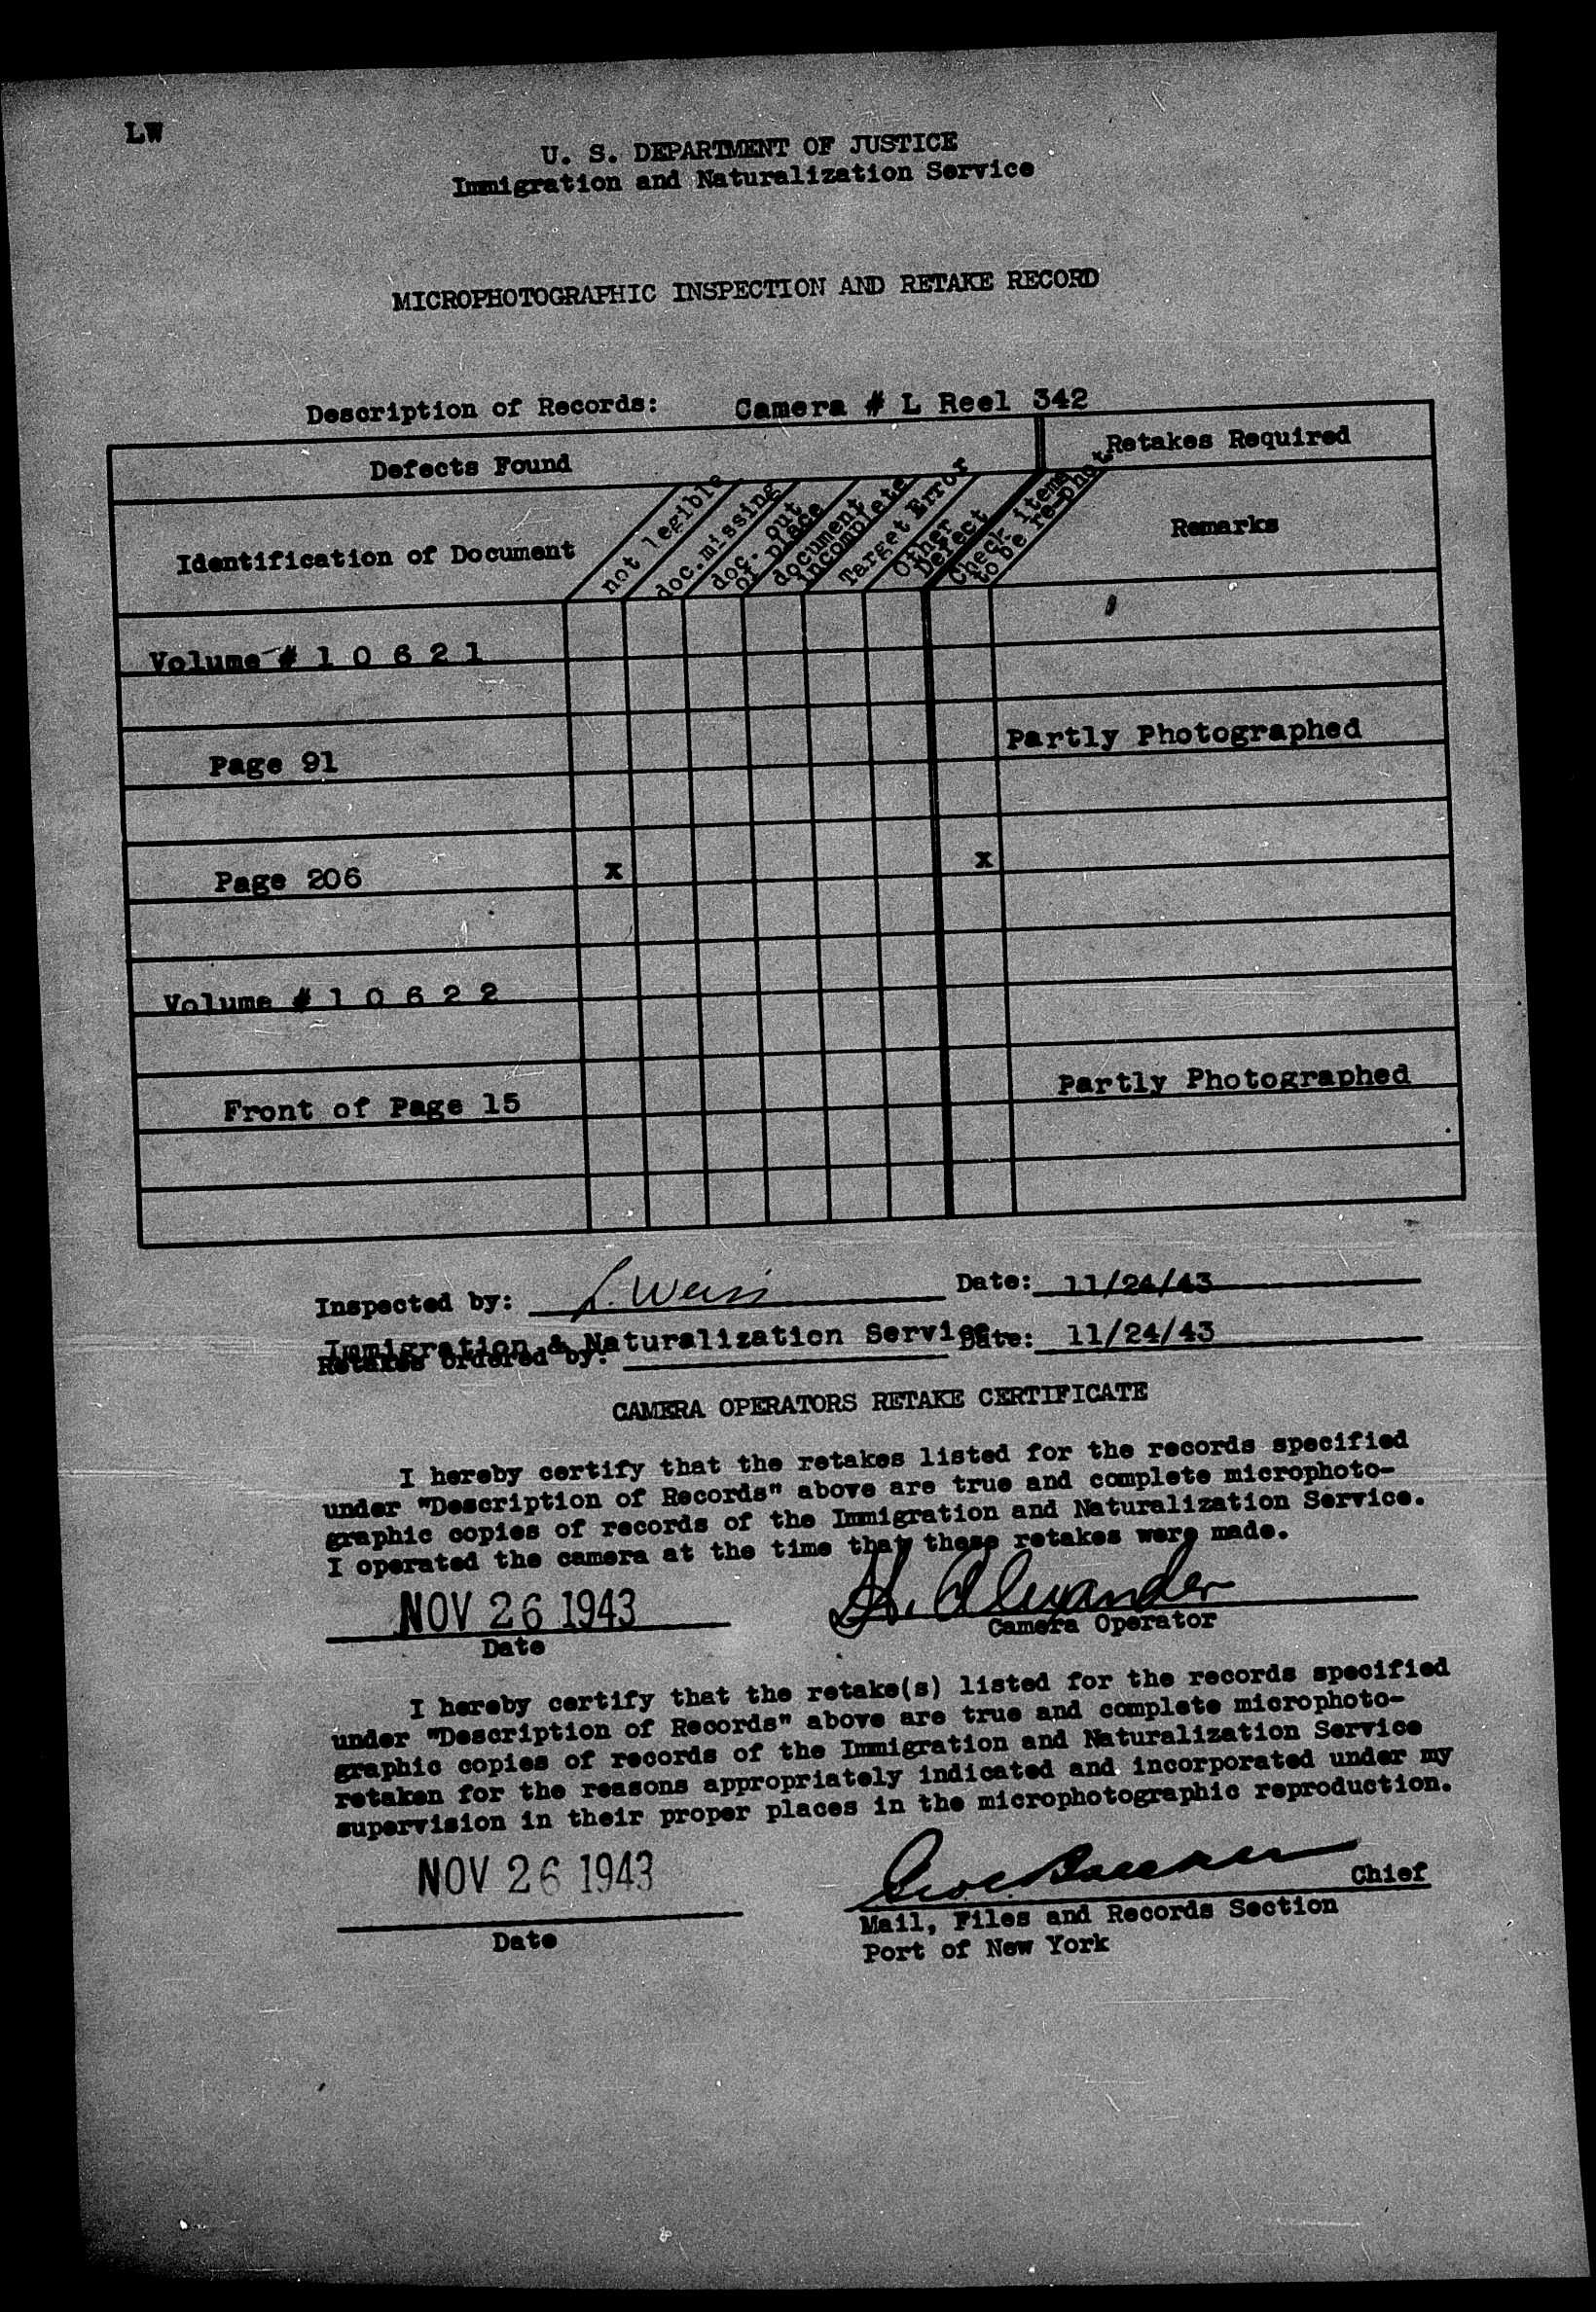 LW
U. S. DEPARTMENT OF JUSTICE
Immigration and Naturalization Service
MICROPHOTOGRAPHIC INSPECTION AND RETAKE RECORD
Description of Records: Camera # L Reel 342
Defects Found
Retakes Required
Identification of Document
not legible
doc.missing
doc. out
of place
document
incomplete
Target Error
Other
Defect
Check items
to be re-phot
Remarks
Volume # 1 0 6 2 1
Page 91 Partly Photographed
Page 206 x x
Volume # 1 0 6 2 2
Front of Page 15 Partly Photographed
Inspected by: L. Weiss Date: 11/24/43
Immigration & Naturalization Service
Retakes Ordered by: Date: 11/24/43
CAMERA OPERATORS RETAKE CERTIFICATE
I hereby certify that the retakes listed for the records specified
under "Description of Records" above are true and complete microphoto-
graphic copies of records of the Immigration and Naturalization Service.
I operated the camera at the time that these retakes were made.
NOV 26 1943 Alexander
Date Camera Operator
I hereby certify that the retake(s) listed for the records specified
under "Description of Records" above are true and complete microphoto-
graphic copies of records of the Immigration and Naturalization Service
retaken for the reasons appropriately indicated and incorporated under my
supervision in their proper places in the microphotographic reproduction.
NOV 26 1943 Chief
Date
Mail, Files and Records Section
Port of New York